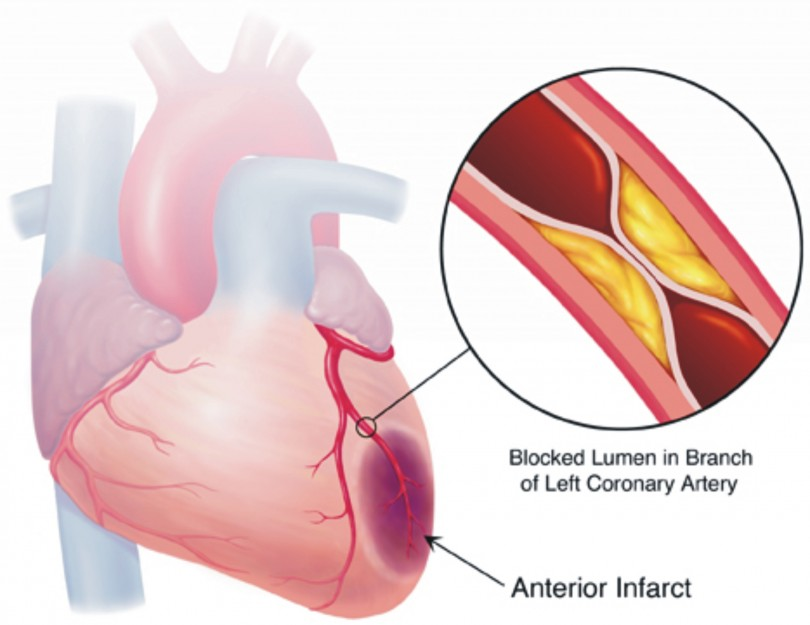 Blocked Lumen in Branch
of Left Coronary Artery
Anterior Infarct